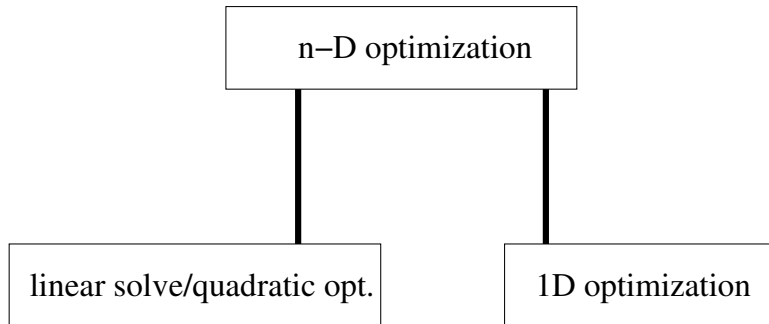 n−D optimization
linear solve/quadratic opt.
1D optimization